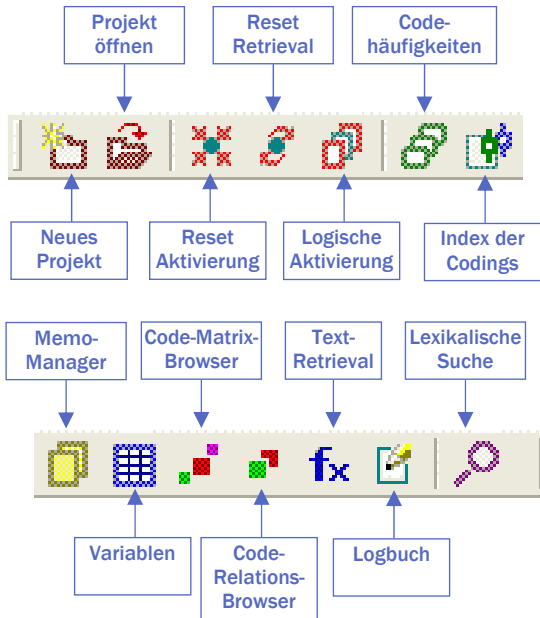 Projekt
öffnen
Reset
Retrieval
Code-
häufigkeiten
Neues
Projekt
Reset
Aktivierung
Logische
Aktivierung
Index der
Codings
Memo-
Manager
Code-Matrix-
Browser
Text-
Retrieval
Lexikalische
Suche
fx
Variablen
Code-
Relations-
Browser
Logbuch